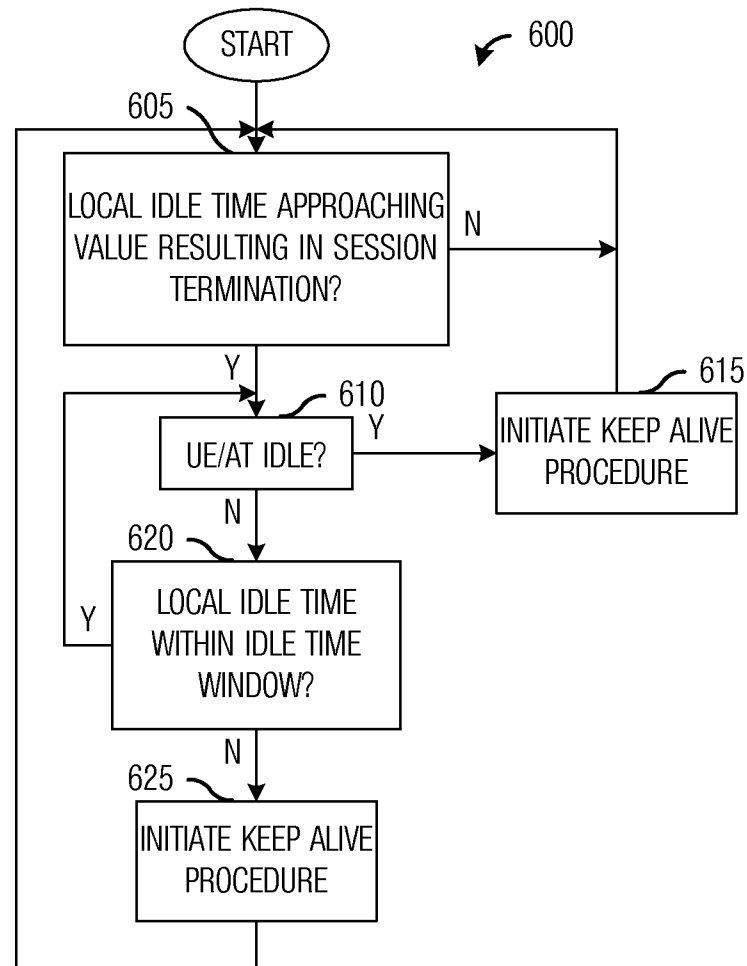 START
600
605
LOCAL IDLE TIME APPROACHING
VALUE RESULTING IN SESSION
TERMINATION?
N
Y
610
UE/AT IDLE?
Y
615
INITIATE KEEP ALIVE
PROCEDURE
N
620
LOCAL IDLE TIME
WITHIN IDLE TIME
WINDOW?
Y
N
625
INITIATE KEEP ALIVE
PROCEDURE